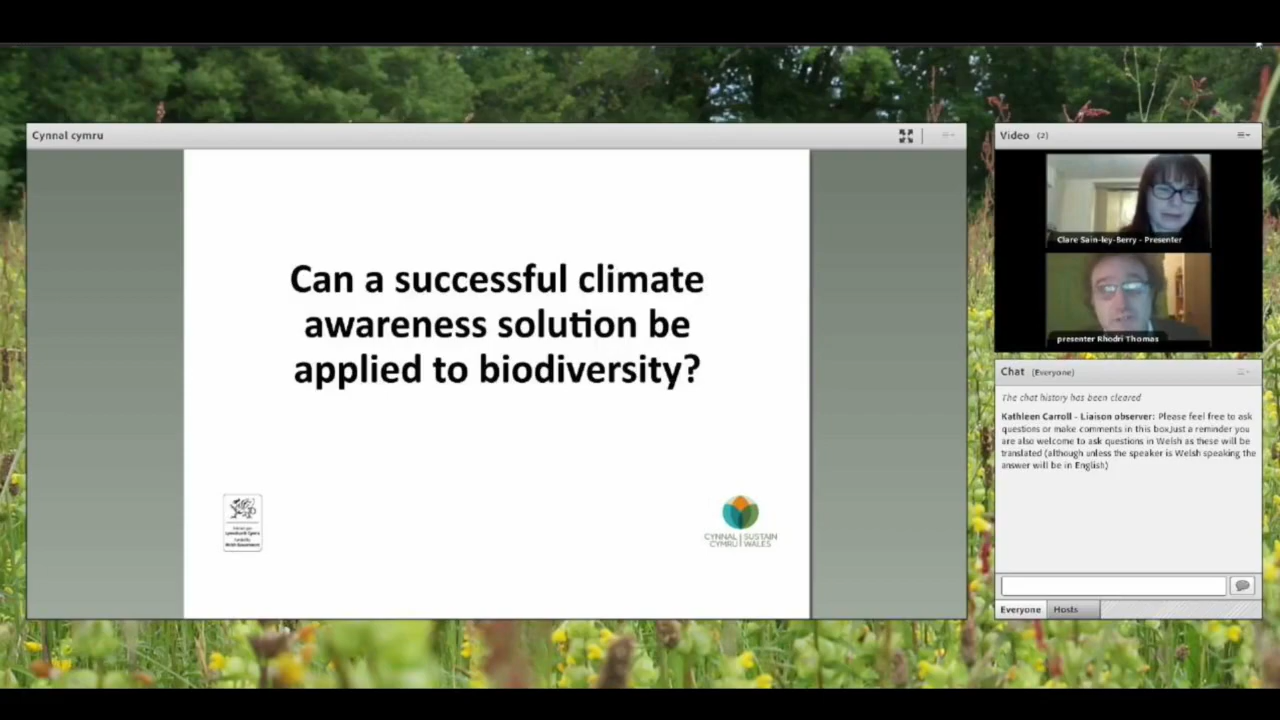 Cynnal cymru
Can a successful climate
awareness solution be
applied to biodiversity?
CYNNAL SUSTAIN
CYMRU WALES
Video (2)
Clare Sain-ley-Berry - Presenter
presenter Rhodri Thomas
Chat (Everyone)
The chat history has been cleared
Kathleen Carroll - Liaison observer: Please feel free to ask
questions or make comments in this box,Just a reminder you
are also welcome to ask questions in Welsh as these will be
translated (although unless the speaker is Welsh speaking the
answer will be in English)
Everyone Hosts